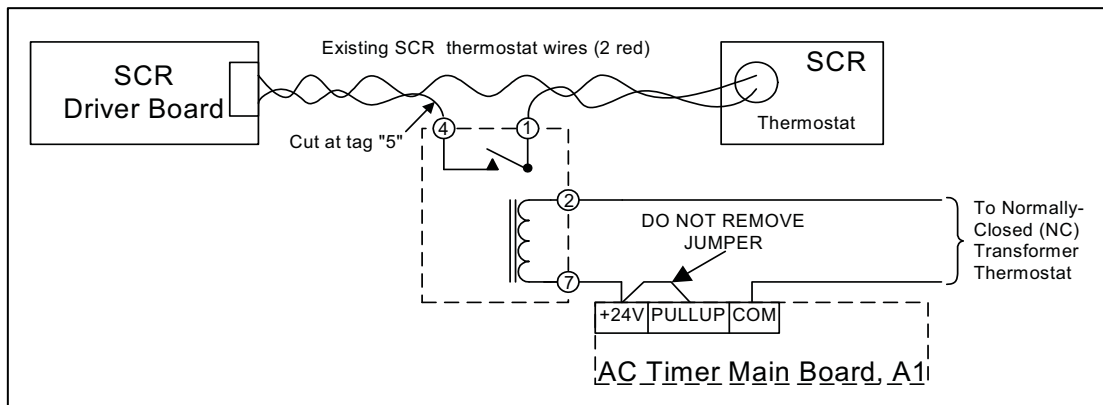 Existing SCR thermostat wires (2 red)
SCR
Driver Board
SCR
Thermostat
Cut at tag "5"
4
1
2
7
DO NOT REMOVE
JUMPER
To Normally-
Closed (NC)
Transformer
Thermostat
+24V PULLUP COM
AC Timer Main Board, A1